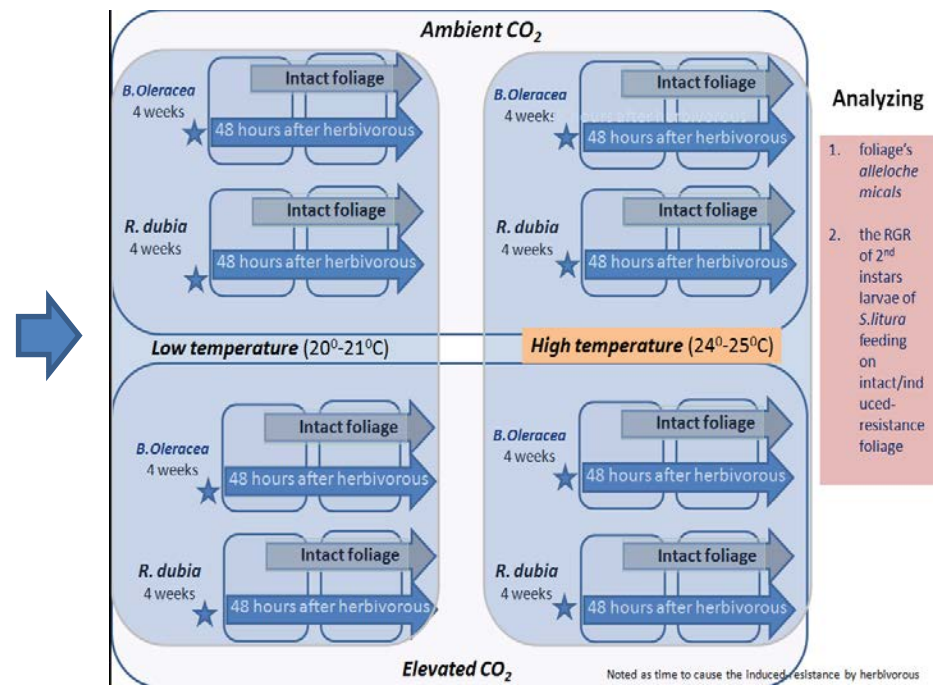 Ambient CO2
B.Oleracea
4 weeks
Intact foliage
48 hours after herbivorous
R. dubia
4 weeks
Intact foliage
48 hours after herbivorous
B.Oleracea
4 weeks
Intact foliage
48 hours after herbivorous
R. dubia
4 weeks
Intact foliage
48 hours after herbivorous
Low temperature (20⁰-21⁰C)
High temperature (24⁰-25⁰C)
B.Oleracea
4 weeks
Intact foliage
48 hours after herbivorous
R. dubia
4 weeks
Intact foliage
48 hours after herbivorous
B.Oleracea
4 weeks
Intact foliage
48 hours after herbivorous
R. dubia
4 weeks
Intact foliage
48 hours after herbivorous
Elevated CO2
Noted as time to cause the induced-resistance by herbivorous
Analyzing
1. foliage's
alleloche
micals
2. the RGR
of 2nd
instars
larvae of
S.litura
feeding
on
intact/ind
uced-
resistance
foliage